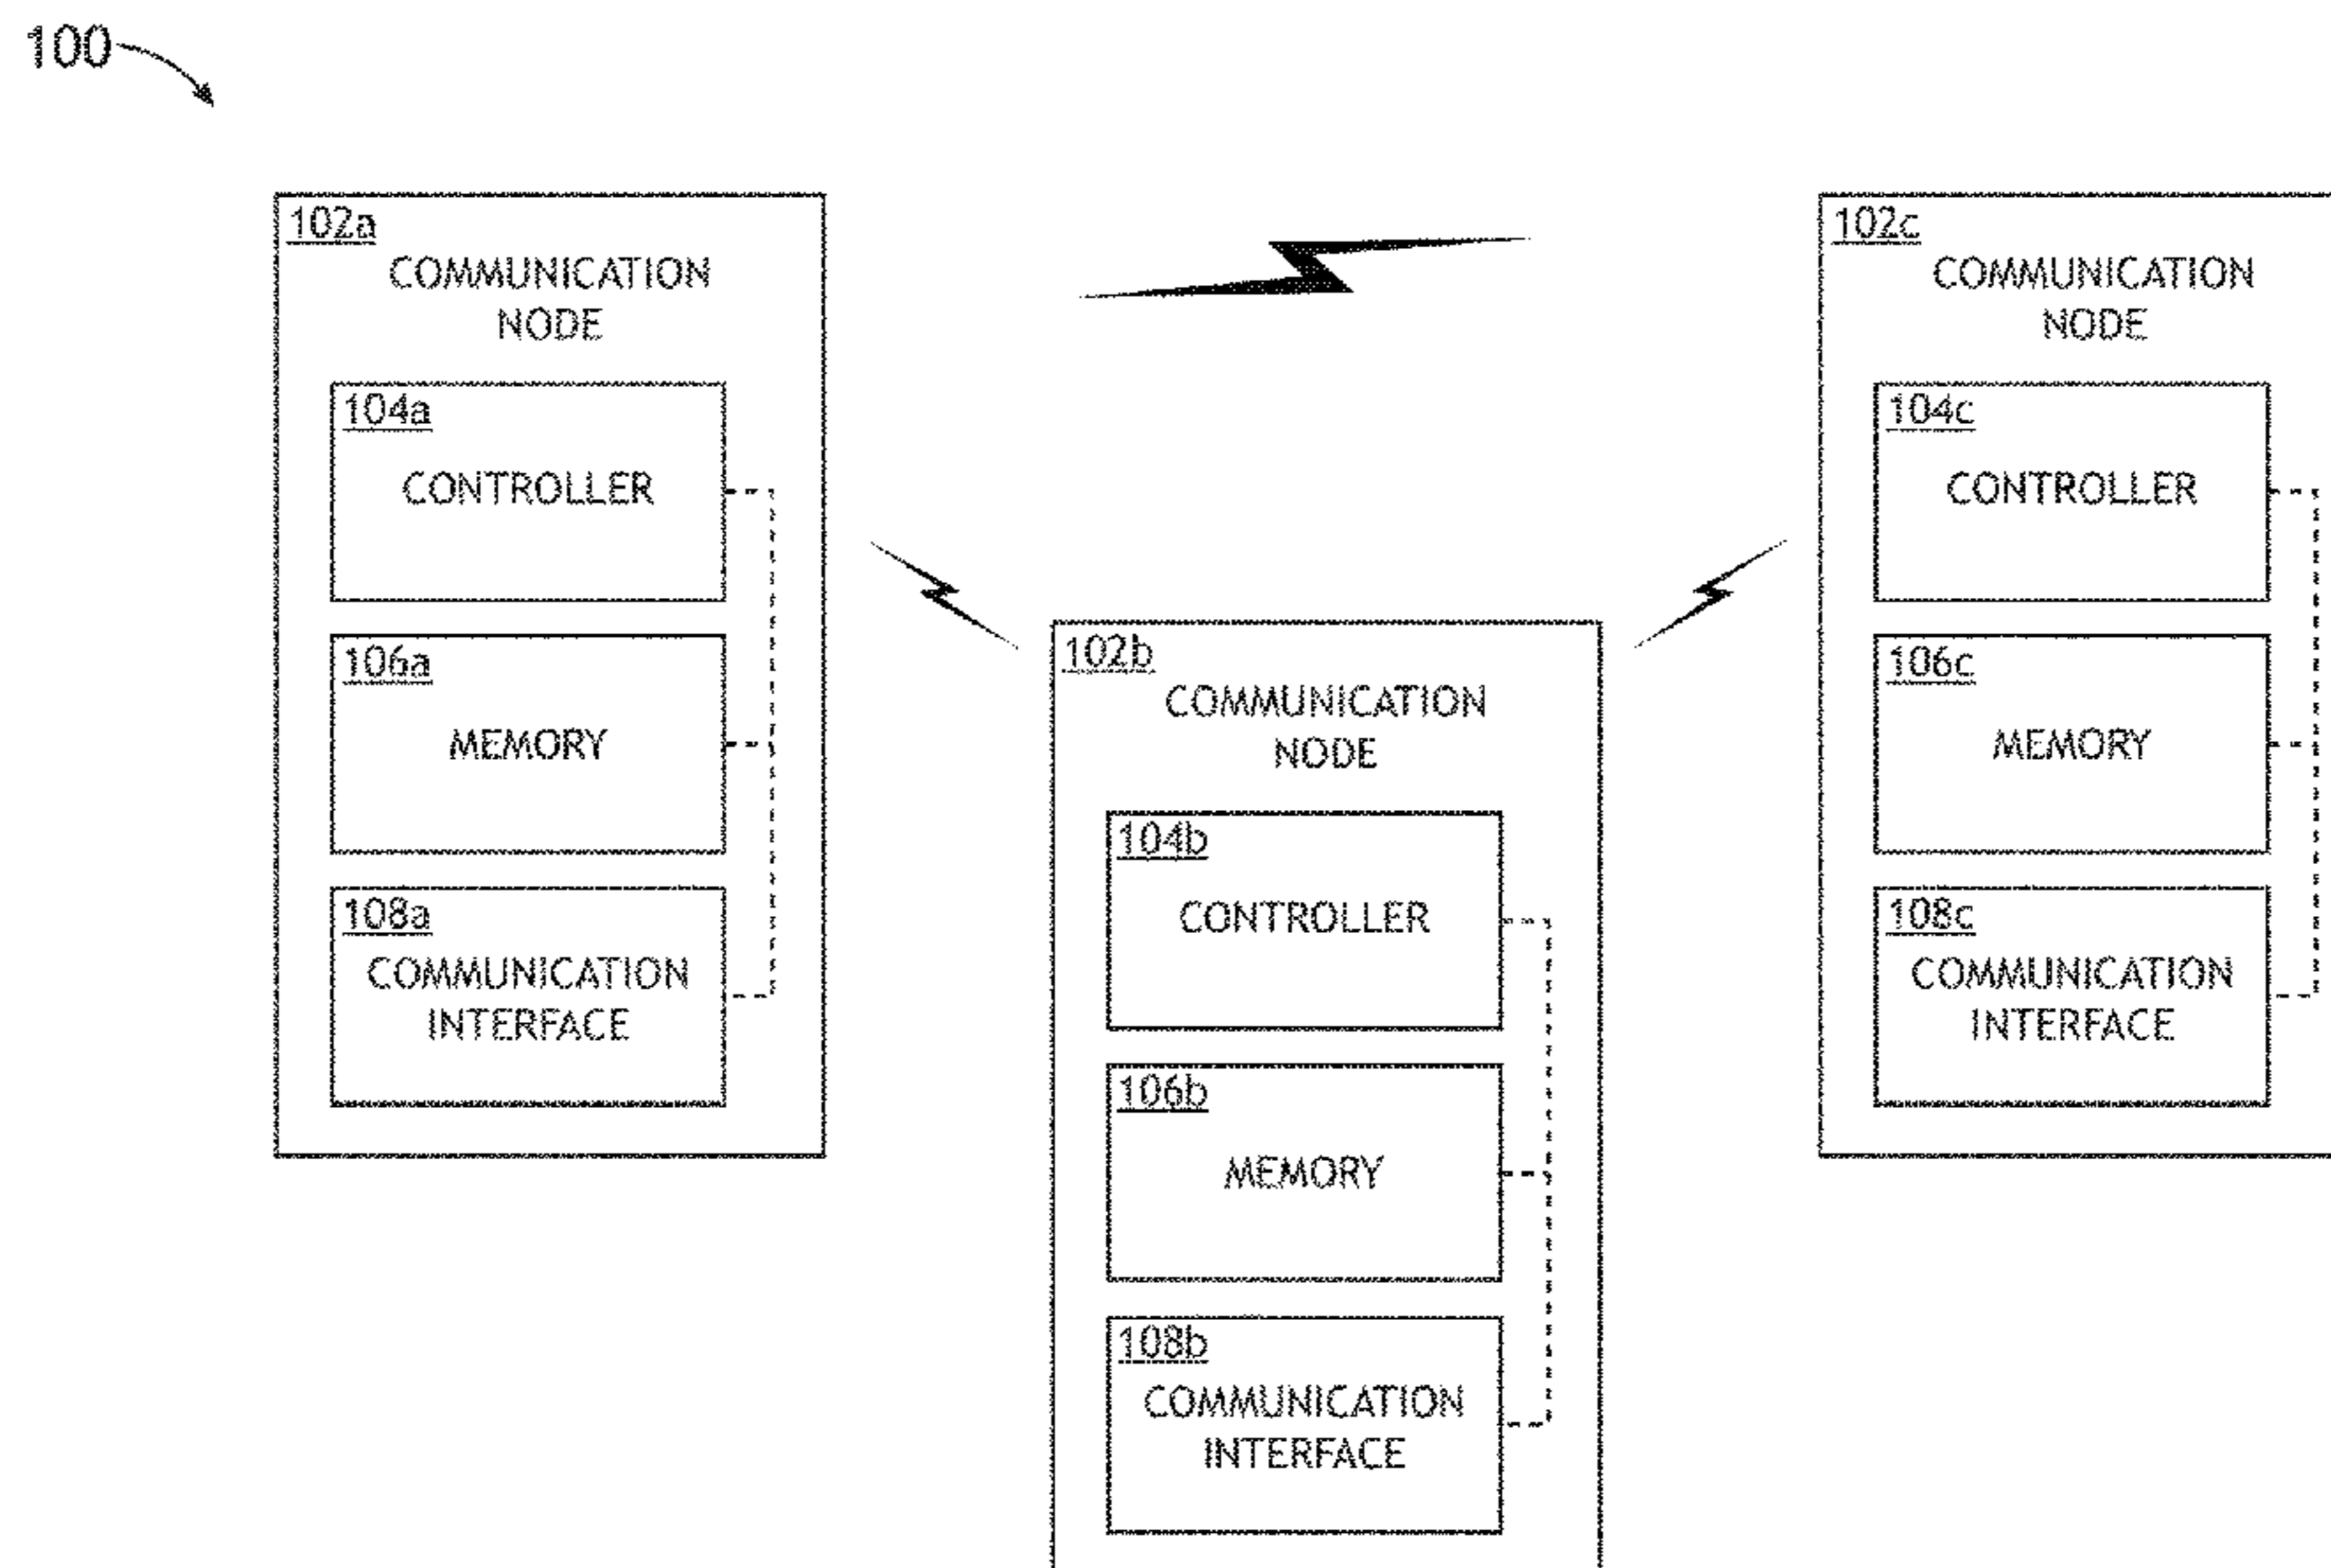 100
102a
COMMUNICATION
NODE
104a
CONTROLLER
106a
MEMORY
108a
COMMUNICATION
INTERFACE
102b
COMMUNICATION
NODE
104b
CONTROLLER
106b
MEMORY
108b
COMMUNICATION
INTERFACE
102c
COMMUNICATION
NODE
104c
CONTROLLER
106c
MEMORY
108c
COMMUNICATION
INTERFACE